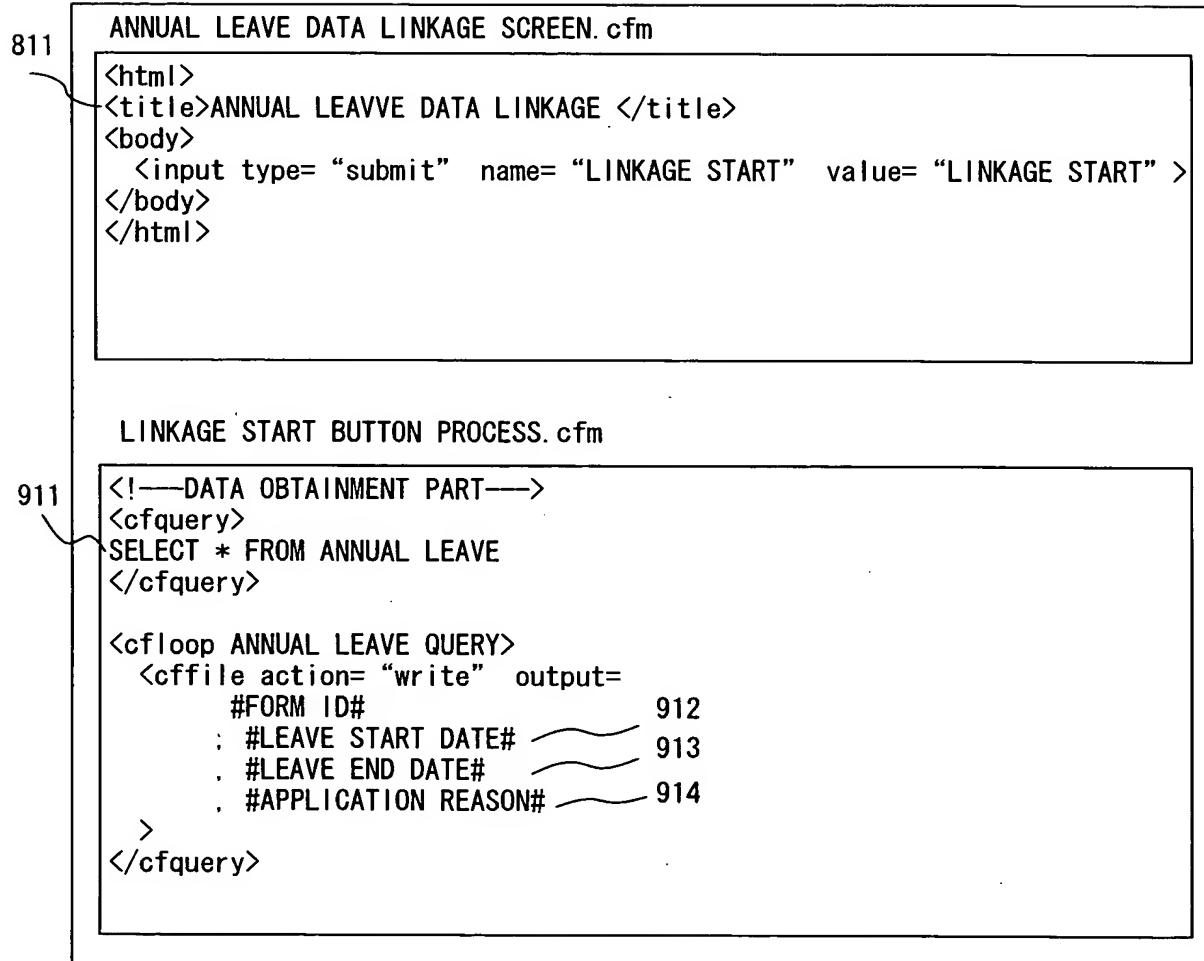 ANNUAL LEAVE DATA LINKAGE SCREEN.cfm
811
<html>
<title>ANNUAL LEAVVE DATA LINKAGE </title>
<body>
<input type= “submit” name= “LINKAGE START” value= “LINKAGE START” >
</body>
</html>
LINKAGE START BUTTON PROCESS.cfm
911
<!——DATA OBTAINMENT PART——>
<cfquery>
SELECT * FROM ANNUAL LEAVE
</cfquery>
<cfloop ANNUAL LEAVE QUERY>
<cffile action= “write” output=
#FORM ID#
, #LEAVE START DATE# 912
, #LEAVE END DATE# 913
, #APPLICATION REASON# 914
>
</cfquery>